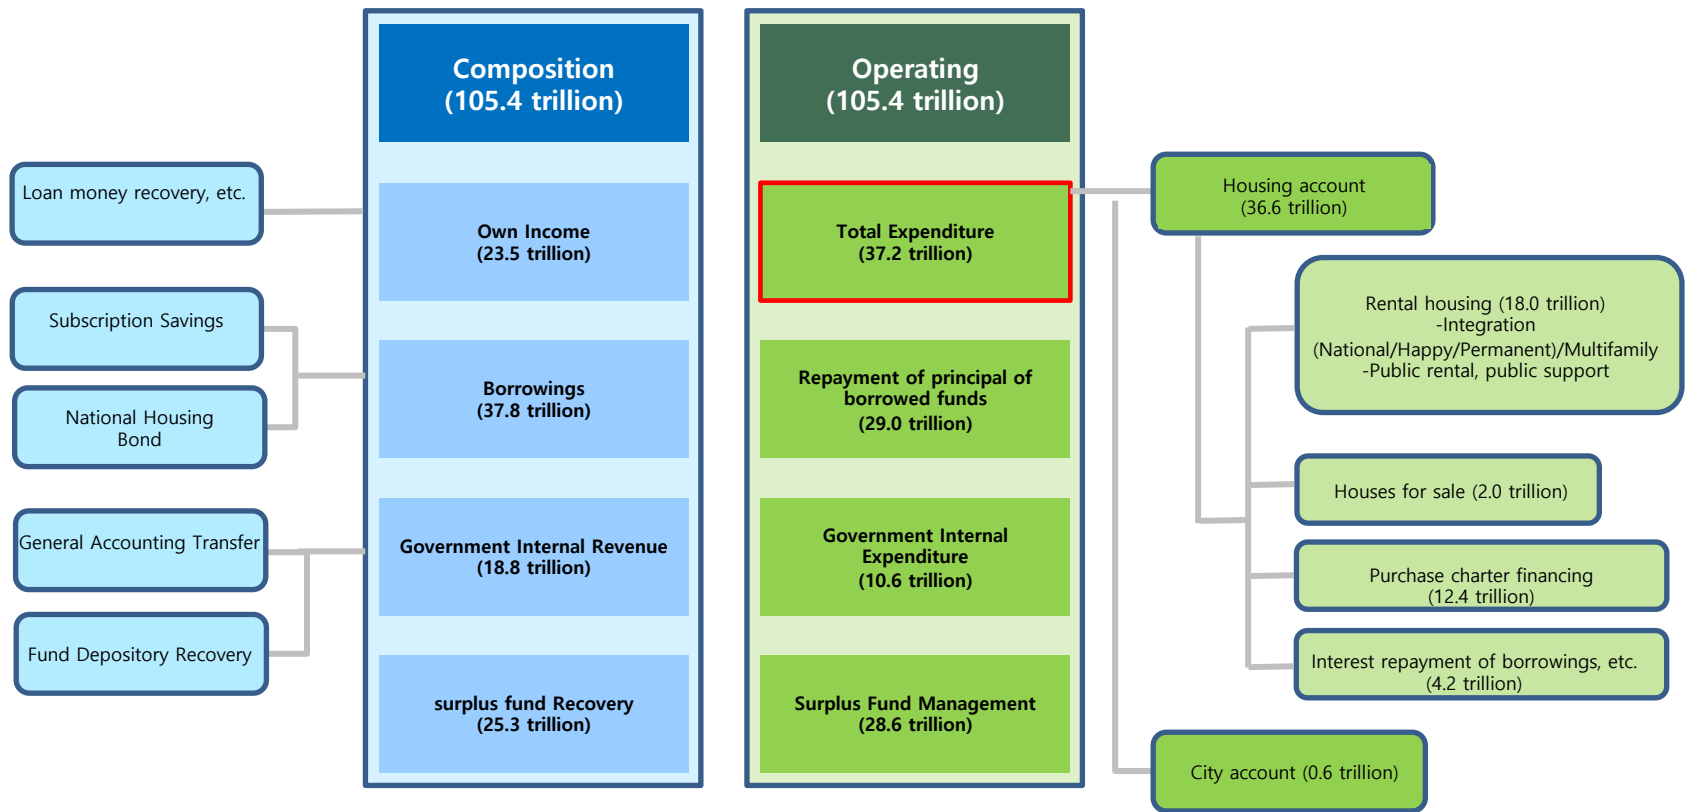 Composition
(105.4 trillion)
Operating
(105.4 trillion)
Loan money recovery, etc.
Subscription Savings
National Housing
Bond
General Accounting Transfer
Fund Depository Recovery
Own Income
(23.5 trillion)
Borrowings
(37.8 trillion)
Government Internal Revenue
(18.8 trillion)
surplus fund Recovery
(25.3 trillion)
Total Expenditure
(37.2 trillion)
Repayment of principal of
borrowed funds
(29.0 trillion)
Government Internal
Expenditure
(10.6 trillion)
Surplus Fund Management
(28.6 trillion)
Housing account
(36.6 trillion)
Rental housing (18.0 trillion)
-Integration
(National/Happy/Permanent)/Multifamily
-Public rental, public support
Houses for sale (2.0 trillion)
Purchase charter financing
(12.4 trillion)
Interest repayment of borrowings, etc.
(4.2 trillion)
City account (0.6 trillion)